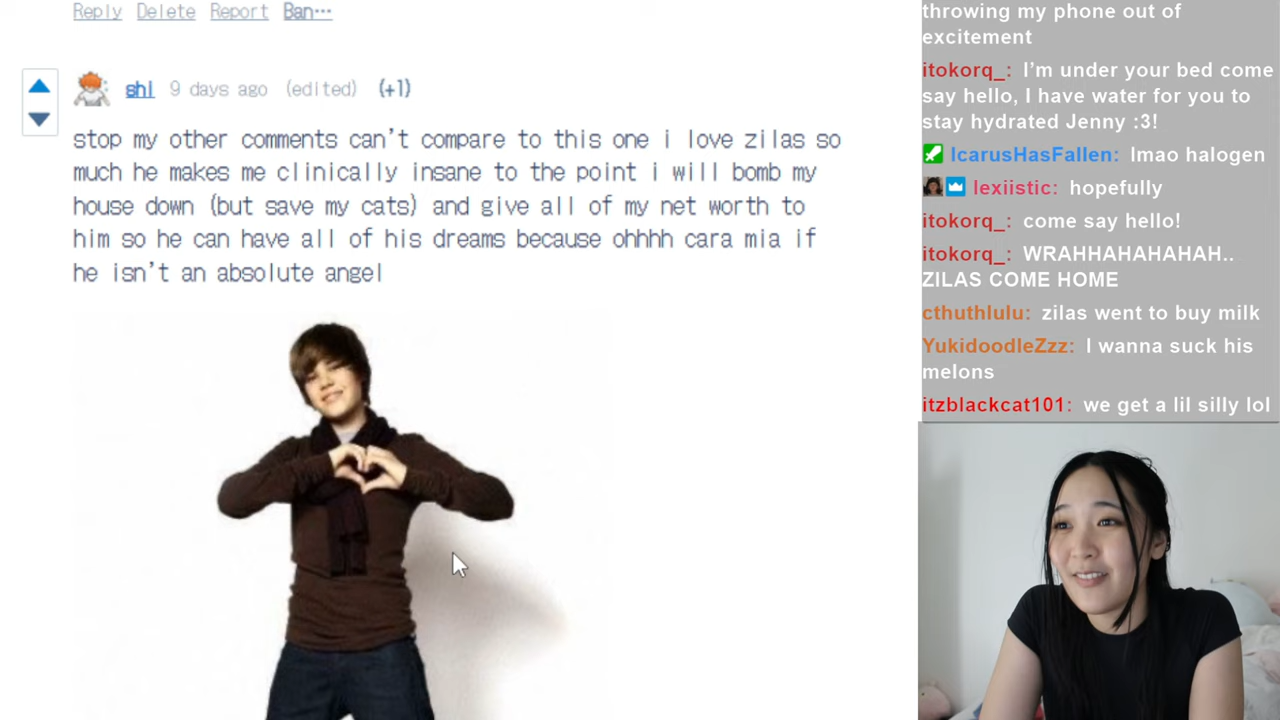 Reply Delete Report Ban…
shi 9 days ago (edited) (+1)
stop my other comments can't compare to this one i love zilas so
much he makes me clinically insane to the point i will bomb my
house down (but save my cats) and give all of my net worth to
him so he can have all of his dreams because ohhhh cara mia if
he isn't an absolute angel
throwing my phone out of
excitement
itokorq_: I'm under your bed come
say hello, I have water for you to
stay hydrated Jenny :3!
IcarusHasFallen: lmao halogen
lexiistic: hopefully
itokorq_: come say hello!
itokorq_: WRAHHAHAHAHAH..
ZILAS COME HOME
cthuthlulu: zilas went to buy milk
YukidoodleZzz: I wanna suck his
melons
itzblackcat101: we get a lil silly lol